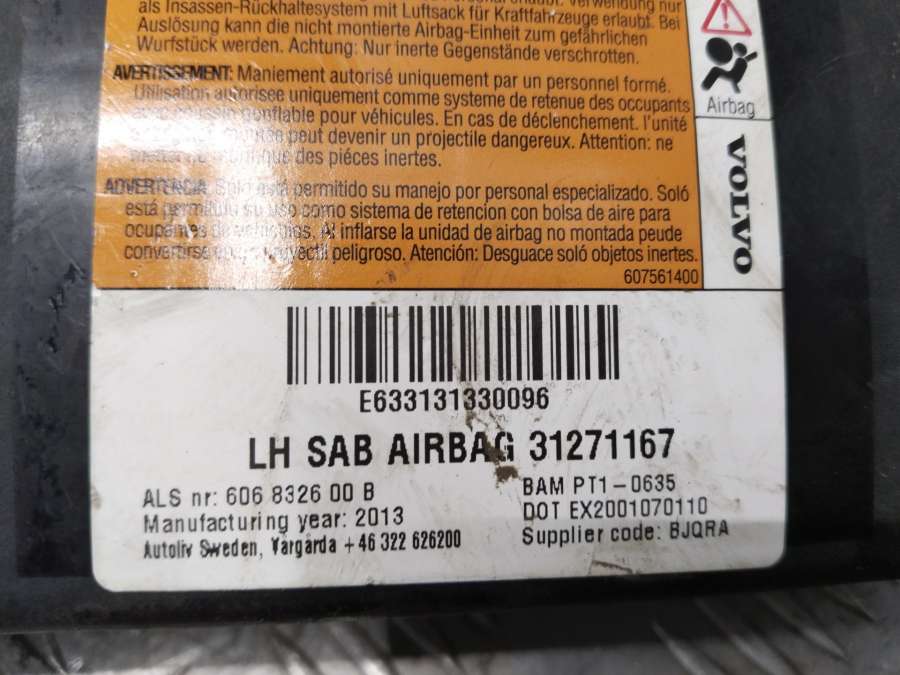 als Insassen-Rückhaltesystem mit Luftsack für Kraftfahrzeuge erlaubt. Bei
Auslösung kann die nicht montierte Airbag-Einheit zum gefährlichen
Wurfstück werden. Achtung: Nur inerte Gegenstände verschrotten.
AVERTISSEMENT: Maniement autorisé uniquement par un personnel formé.
Utilisation autorisée uniquement comme systeme de retenue des occupants
gonflable pour véhicules. En cas de déclenchement. l'unité
peut devenir un projectile dangereux. Attention: ne
des piéces inertes.
ADVERTENCIA: Solo está permitido su manejo por personal especializado. Soló
está permitido su uso como sistema de retencion con bolsa de aire para
ocupantes de vehiculos. Al inflarse la unidad de airbag no montada peude
convertirse en un proyectil peligroso. Atención: Desguace soló objetos inertes.
607561400
Airbag
VOLVO
E633131330096
LH SAB AIRBAG 31271167
ALS nr: 606 8326 00 B
Manufacturing year: 2013
Autoliv Sweden, Vargarda +46 322 626200
BAM PT1-0635
DOT EX2001070110
Supplier code: BJQRA